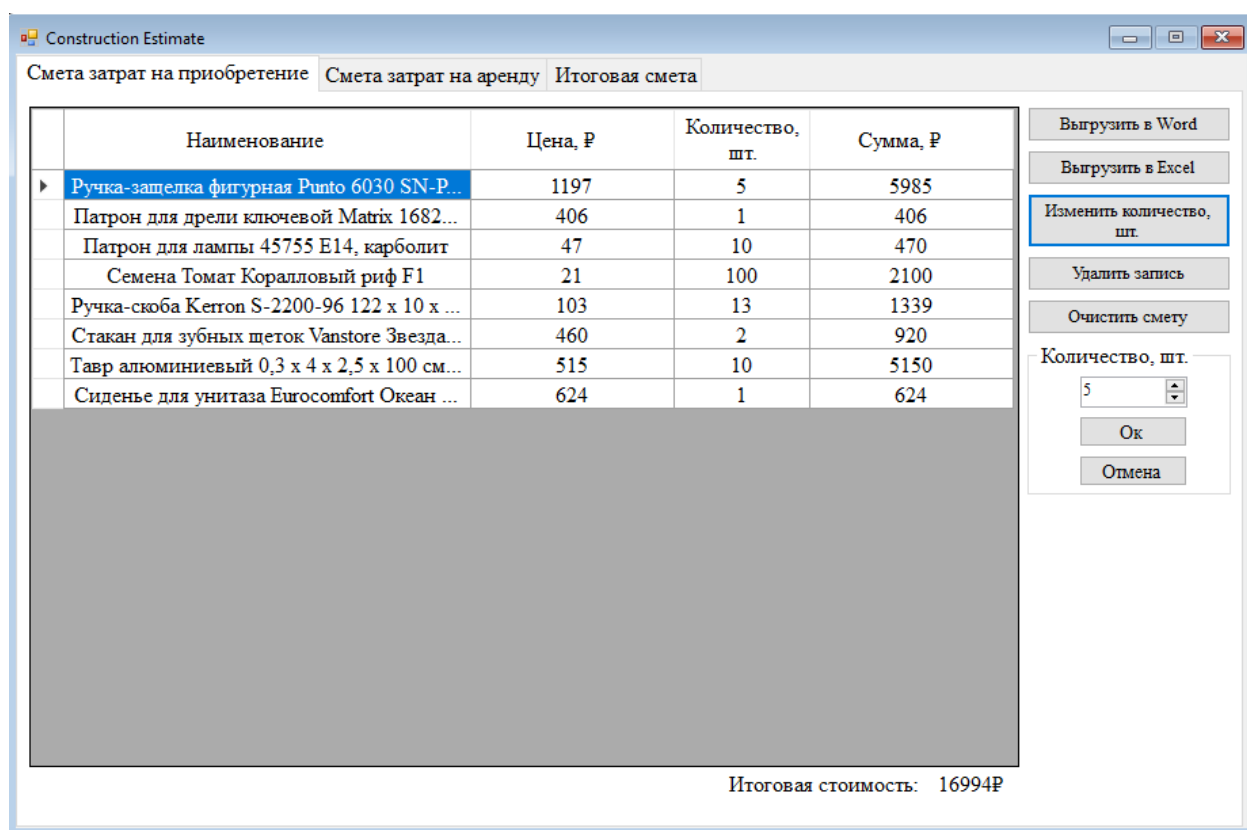 Construction Estimate
Смета затрат на приобретение Смета затрат на аренду Итоговая смета
Наименование Цена, ₽ Количество, шт. Сумма, ₽
Ручка-защелка фигурная Punto 6030 SN-P... 1197 5 5985
Патрон для дрели ключевой Matrix 1682... 406 1 406
Патрон для лампы 45755 E14, карболит 47 10 470
Семена Томат Коралловый риф F1 21 100 2100
Ручка-скоба Kerron S-2200-96 122 x 10 x ... 103 13 1339
Стакан для зубных щеток Vanstore Звезда... 460 2 920
Тавр алюминиевый 0,3 x 4 x 2,5 x 100 см... 515 10 5150
Сиденье для унитаза Eurocomfort Океан ... 624 1 624
Итоговая стоимость: 16994₽
Выгрузить в Word
Выгрузить в Excel
Изменить количество,
шт.
Удалить запись
Очистить смету
Количество, шт.
5
Ок
Отмена